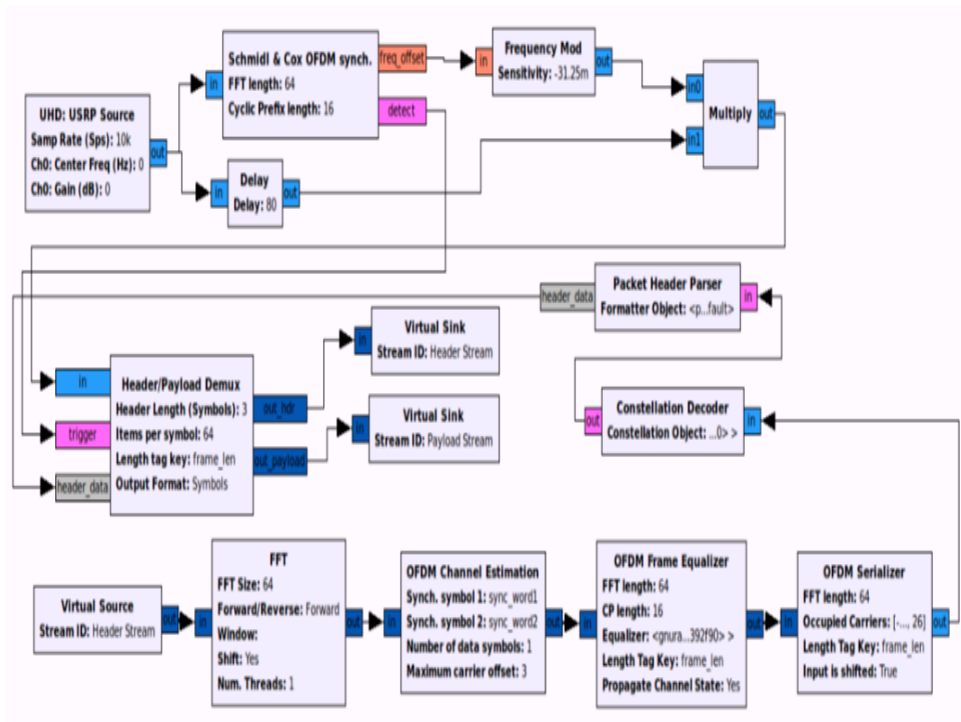 Schmidl & Cox OFDM synch.
FFT length: 64
Cyclic Prefix length: 16
in
freq_offset
detect
in
Frequency Mod
Sensitivity: -31.25m
out
in0
in1
Multiply
out
UHD: USRP Source
Samp Rate (Sps): 10k
Ch0: Center Freq (Hz): 0
Ch0: Gain (dB): 0
out
in
Delay
Delay: 80
out
header_data
Packet Header Parser
Formatter Object: <p...fault>
in
in
Virtual Sink
Stream ID: Header Stream
in
trigger
header_data
Header/Payload Demux
Header Length (Symbols): 3
Items per symbol: 64
Length tag key: frame_len
Output Format: Symbols
out_hdr
out_payload
in
Virtual Sink
Stream ID: Payload Stream
out
Constellation Decoder
Constellation Object: ...0> >
in
Virtual Source
Stream ID: Header Stream
out
in
FFT
FFT Size: 64
Forward/Reverse: Forward
Window:
Shift: Yes
Num. Threads: 1
out
in
OFDM Channel Estimation
Synch. symbol 1: sync_word1
Synch. symbol 2: sync_word2
Number of data symbols: 1
Maximum carrier offset: 3
out
in
OFDM Frame Equalizer
FFT length: 64
CP length: 16
Equalizer: <gnura...392f90> >
Length Tag Key: frame_len
Propagate Channel State: Yes
out
in
OFDM Serializer
FFT length: 64
Occupied Carriers: [-..., 26]
Length Tag Key: frame_len
Input is shifted: True
out